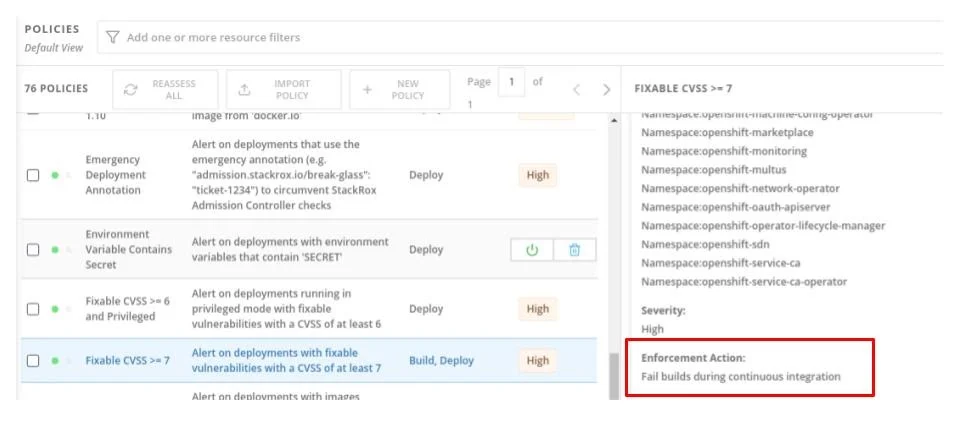 POLICIES
Default View
Add one or more resource filters
76 POLICIES
REASSESS
ALL
IMPORT
POLICY
NEW
POLICY
Page
1
of
1
1.10
image from 'docker.io'
Deploy
Emergency
Deployment
Annotation
Alert on deployments that use the
emergency annotation (e.g.
"admission.stackrox.io/break-glass":
"ticket-1234") to circumvent StackRox
Admission Controller checks
Deploy
High
Environment
Variable Contains
Secret
Alert on deployments with environment
variables that contain 'SECRET'
Deploy
Fixable CVSS >= 6
and Privileged
Alert on deployments running in
privileged mode with fixable
vulnerabilities with a CVSS of at least 6
Deploy
High
Fixable CVSS >= 7
Alert on deployments with fixable
vulnerabilities with a CVSS of at least 7
Build, Deploy
High
Alert on deployments with images
FIXABLE CVSS >= 7
Namespace:openshift-machine-config-operator
Namespace:openshift-marketplace
Namespace:openshift-monitoring
Namespace:openshift-multus
Namespace:openshift-network-operator
Namespace:openshift-oauth-apiserver
Namespace:openshift-operator-lifecycle-manager
Namespace:openshift-sdn
Namespace:openshift-service-ca
Namespace:openshift-service-ca-operator
Severity:
High
Enforcement Action:
Fail builds during continuous integration